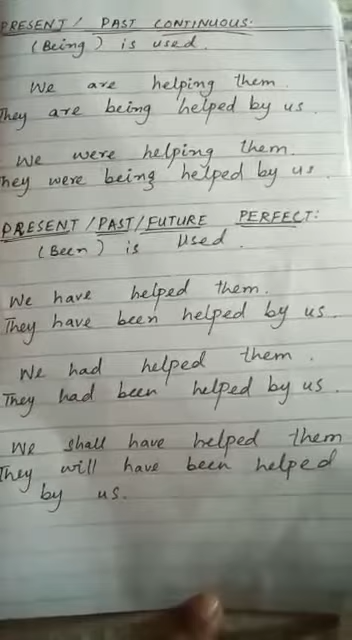 PRESENT / PAST CONTINUOUS:
(Being) is used.
We are helping them.
They are being helped by us.
We were helping them.
They were being helped by us.
PRESENT /PAST/FUTURE PERFECT:
(Been) is used.
We have helped them.
They have been helped by us.
We had helped them.
They had been helped by us.
We shall have helped them
They will have been helped
by us.